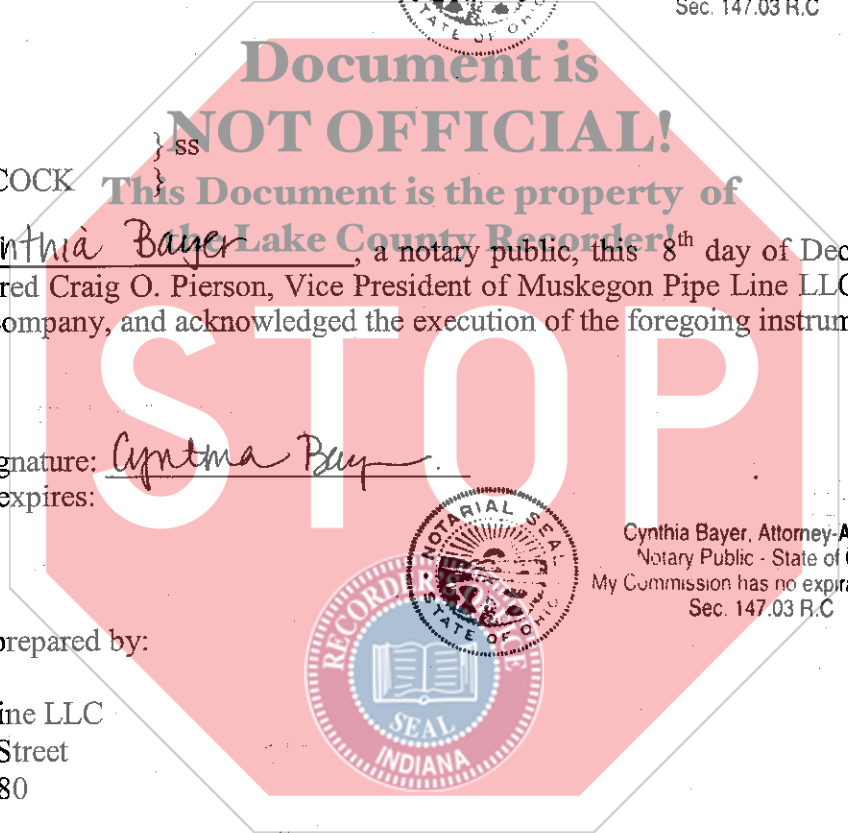 STATE OF OHIO
Sec. 147.03 R.C
Document is
NOT OFFICIAL!
} ss
COCK }
This Document is the property of
the Lake County Recorder!
nthia Bayer, a notary public, this 8th day of Dec
red Craig O. Pierson, Vice President of Muskegon Pipe Line LLC
ompany, and acknowledged the execution of the foregoing instrum
STOP
gnature: Cynthia Bayer
expires:
NOTARIAL SEAL
STATE OF OHIO
Cynthia Bayer, Attorney-A
Notary Public - State of
My Commission has no expira
Sec. 147.03 R.C
prepared by:
RECORDER'S OFFICE
SEAL
INDIANA
ine LLC
Street
80